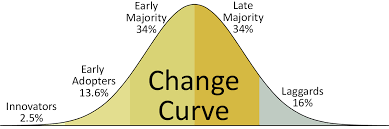 Early
Majority
34%
Late
Majority
34%
Early
Adopters
13.6%
Innovators
2.5%
Laggards
16%
Change
Curve